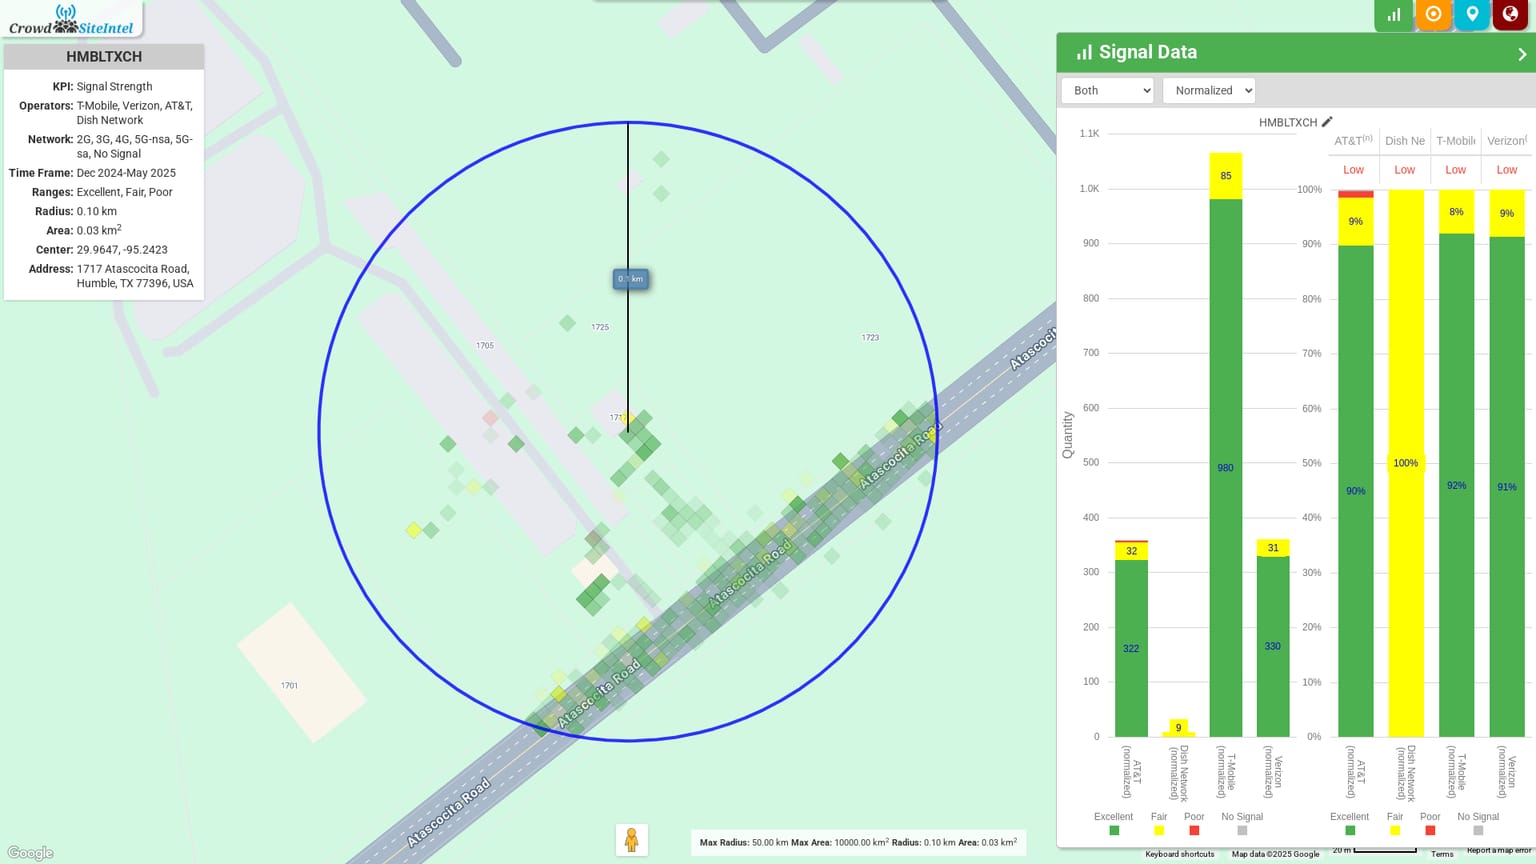 Crowd SiteIntel
HMBLTXCH
KPI: Signal Strength
Operators: T-Mobile, Verizon, AT&T,
Dish Network
Network: 2G, 3G, 4G, 5G-nsa, 5G-
sa, No Signal
Time Frame: Dec 2024-May 2025
Ranges: Excellent, Fair, Poor
Radius: 0.10 km
Area: 0.03 km²
Center: 29.9647, -95.2423
Address: 1717 Atascocita Road,
Humble, TX 77396, USA
0.1 km
1725
1705
1723
171
1701
Atascocita Road
Atascocita Road
Atascocita Road
Atascocita Road
Atascocit
Google
Max Radius: 50.00 km Max Area: 10000.00 km² Radius: 0.10 km Area: 0.03 km²
Signal Data
Both
Normalized
HMBLTXCH
1.1K
1.0K
900
800
700
600
500
400
300
200
100
0
Quantity
32
322
9
85
980
31
330
AT&T
(normalized)
Dish Network
(normalized)
T-Mobile
(normalized)
Verizon
(normalized)
Excellent Fair Poor No Signal
AT&T(n) Dish Ne T-Mobile Verizon(
Low Low Low Low
100%
90%
80%
70%
60%
50%
40%
30%
20%
10%
0%
9%
90%
100%
8%
92%
9%
91%
AT&T
(normalized)
Dish Network
(normalized)
T-Mobile
(normalized)
Verizon
(normalized)
Excellent Fair Poor No Signal
Keyboard shortcuts Map data ©2025 Google 20 m Terms Report a map error